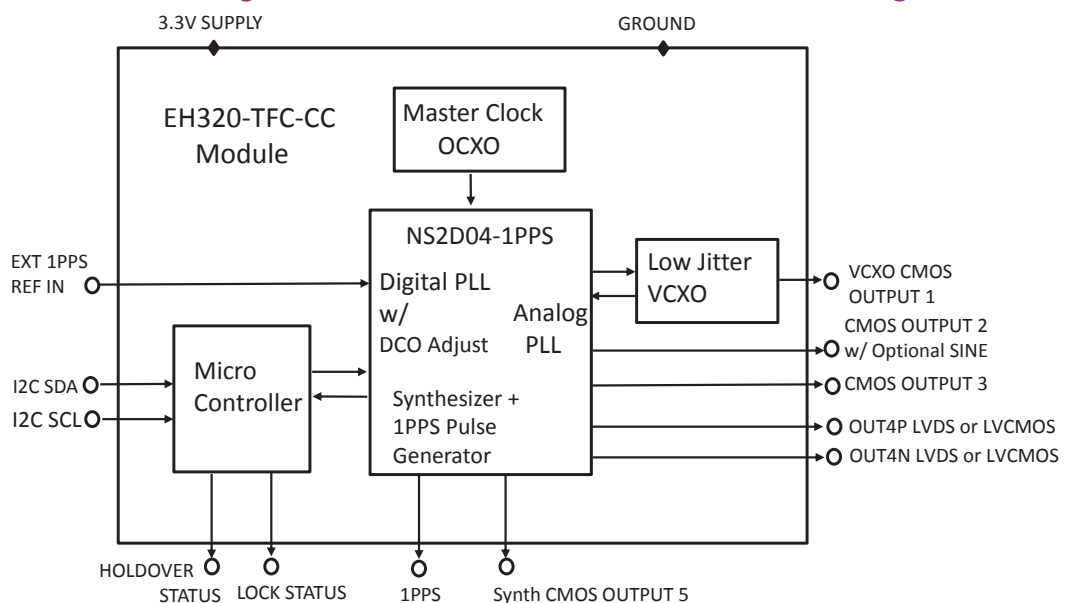 3.3V SUPPLY
GROUND
EH320-TFC-CC
Module
Master Clock
OCXO
NS2D04-1PPS
Digital PLL
w/
DCO Adjust
Analog
PLL
Synthesizer +
1PPS Pulse
Generator
Low Jitter
VCXO
EXT 1PPS
REF IN
Micro
Controller
I2C SDA
I2C SCL
VCXO CMOS
OUTPUT 1
CMOS OUTPUT 2
w/ Optional SINE
CMOS OUTPUT 3
OUT4P LVDS or LVCMOS
OUT4N LVDS or LVCMOS
HOLDOVER
STATUS
LOCK STATUS
1PPS
Synth CMOS OUTPUT 5